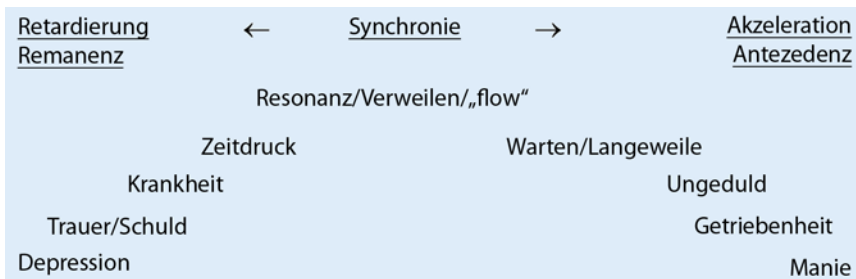 Retardierung ← Synchronie → Akzeleration
Remanenz Antezedenz
Resonanz/Verweilen/„flow“
Zeitdruck Warten/Langeweile
Krankheit Ungeduld
Trauer/Schuld Getriebenheit
Depression Manie